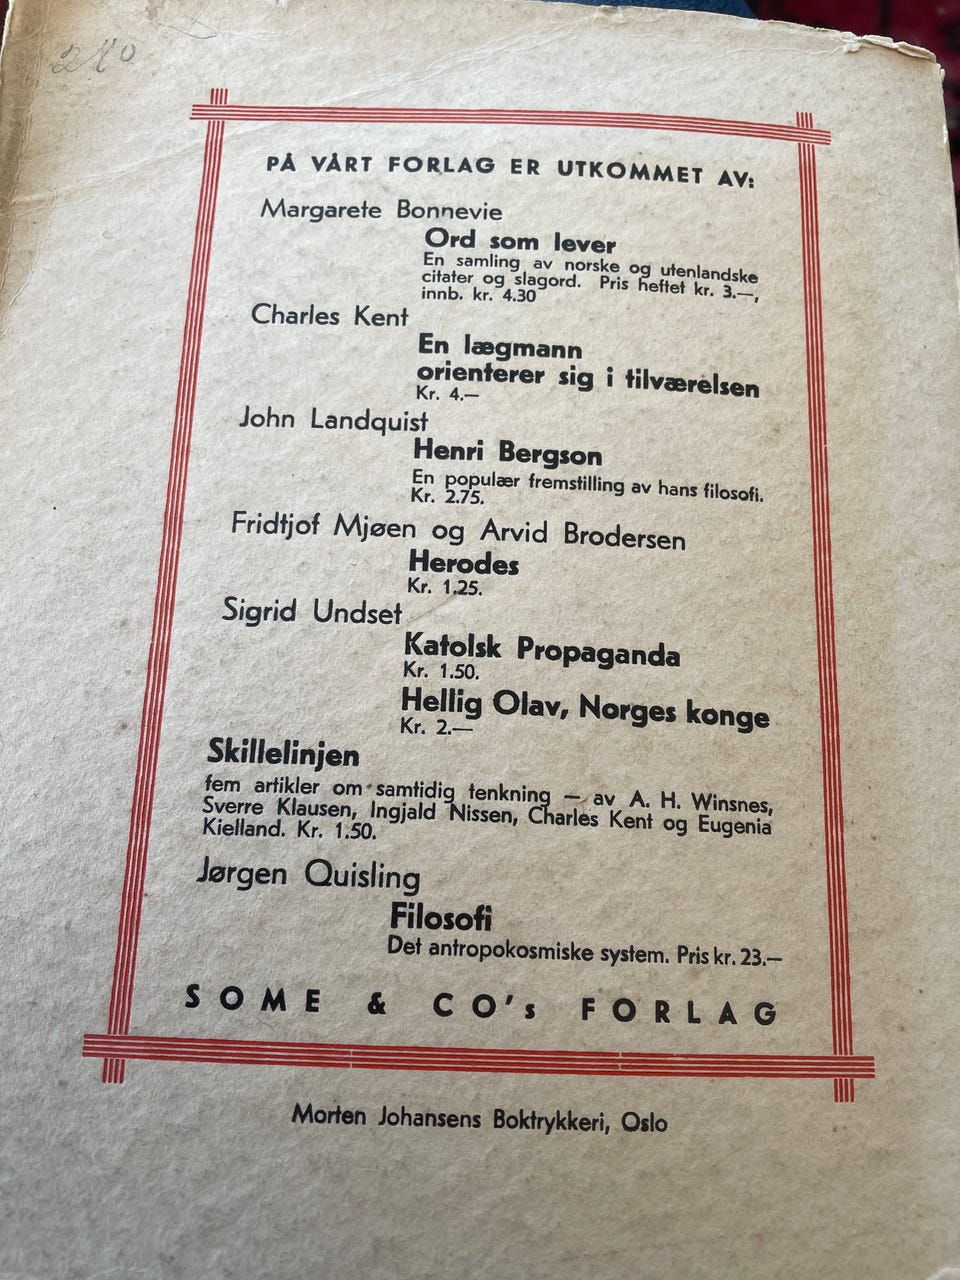 PÅ VÅRT FORLAG ER UTKOMMET AV:
Margarete Bonnevie
Ord som lever
En samling av norske og utenlandske
citater og slagord. Pris heftet kr. 3.—,
innb. kr. 4.30
Charles Kent
En lægmann
orienterer sig i tilværelsen
Kr. 4.—
John Landquist
Henri Bergson
En populær fremstilling av hans filosofi.
Kr. 2.75.
Fridtjof Mjøen og Arvid Brodersen
Herodes
Kr. 1.25.
Sigrid Undset
Katolsk Propaganda
Kr. 1.50.
Hellig Olav, Norges konge
Kr. 2.—
Skillelinjen
fem artikler om samtidig tenkning — av A. H. Winsnes,
Sverre Klausen, Ingjald Nissen, Charles Kent og Eugenia
Kielland. Kr. 1.50.
Jørgen Quisling
Filosofi
Det antropokosmiske system. Pris kr. 23.—
SOME & CO's FORLAG
Morten Johansens Boktrykkeri, Oslo